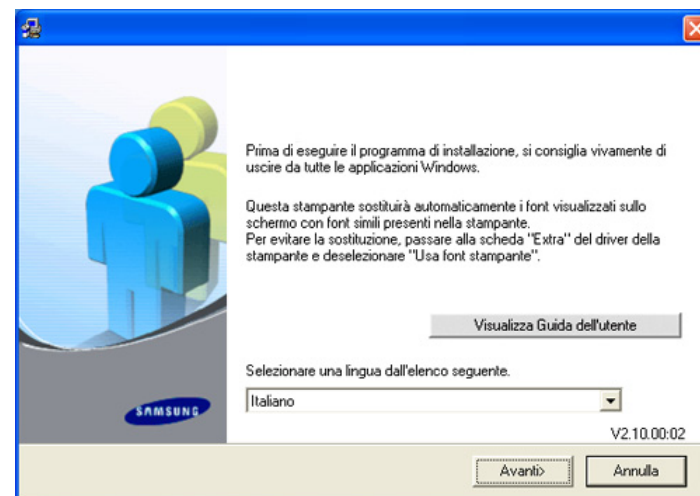 Prima di eseguire il programma di installazione, si consiglia vivamente di
uscire da tutte le applicazioni Windows.
Questa stampante sostituirà automaticamente i font visualizzati sullo
schermo con font simili presenti nella stampante.
Per evitare la sostituzione, passare alla scheda "Extra" del driver della
stampante e deselezionare "Usa font stampante".
Visualizza Guida dell'utente
Selezionare una lingua dall'elenco seguente.
Italiano
SAMSUNG
V2.10.00:02
Avanti>
Annulla